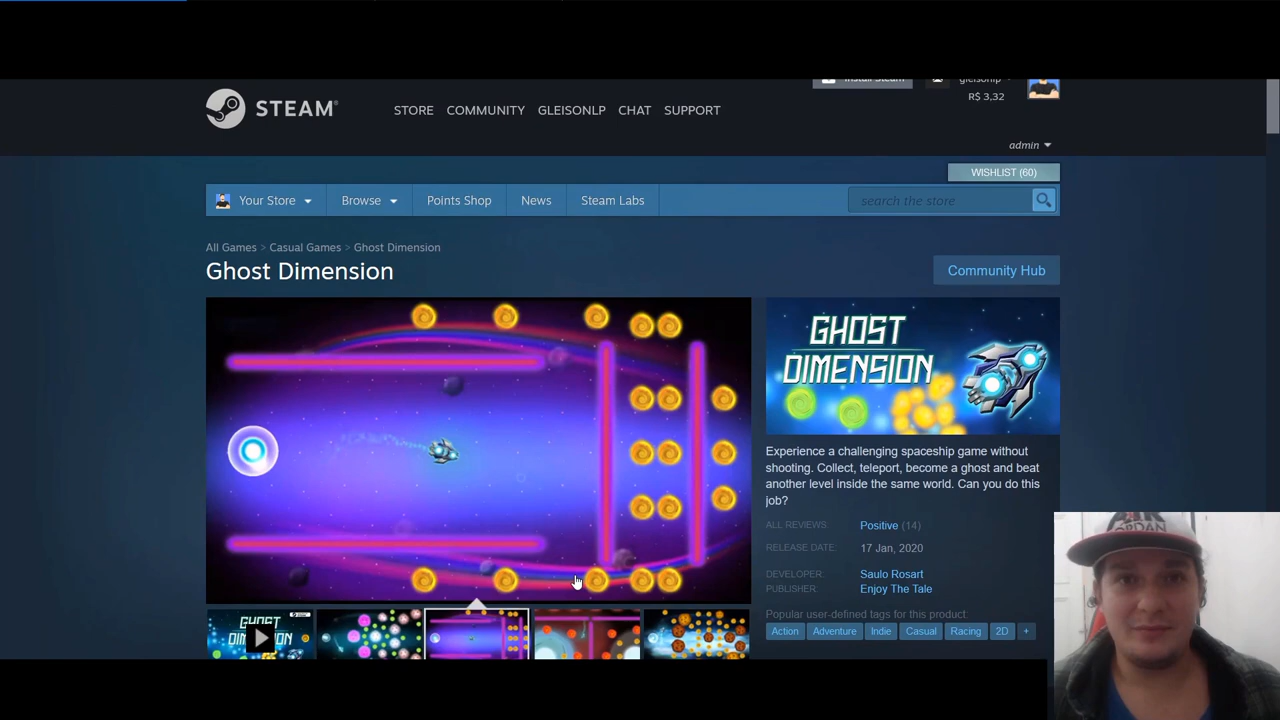 gleisonlp
R$ 3,32
STEAM
STORE COMMUNITY GLEISONLP CHAT SUPPORT
admin
WISHLIST (60)
Your Store Browse Points Shop News Steam Labs search the store
All Games > Casual Games > Ghost Dimension
Ghost Dimension
Community Hub
GHOST
DIMENSION
Experience a challenging spaceship game without
shooting. Collect, teleport, become a ghost and beat
another level inside the same world. Can you do this
job?
ALL REVIEWS: Positive (14)
RELEASE DATE: 17 Jan, 2020
DEVELOPER: Saulo Rosart
PUBLISHER: Enjoy The Tale
Popular user-defined tags for this product:
Action Adventure Indie Casual Racing 2D +
GHOST
DIMENSION